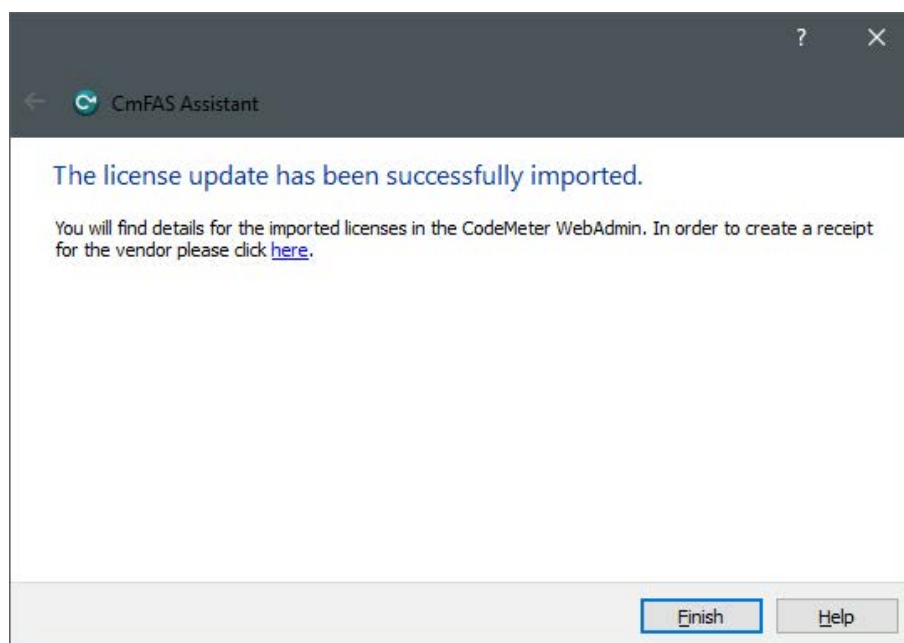 ?
CmFAS Assistant
The license update has been successfully imported.
You will find details for the imported licenses in the CodeMeter WebAdmin. In order to create a receipt
for the vendor please click here.
Finish
Help